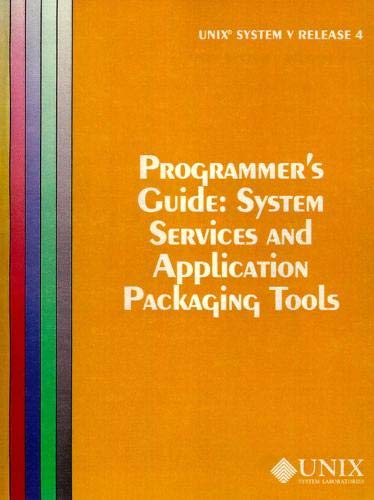 UNIX® SYSTEM V RELEASE 4
PROGRAMMER'S
GUIDE: SYSTEM
SERVICES AND
APPLICATION
PACKAGING TOOLS
UNIX
SYSTEM LABORATORIES